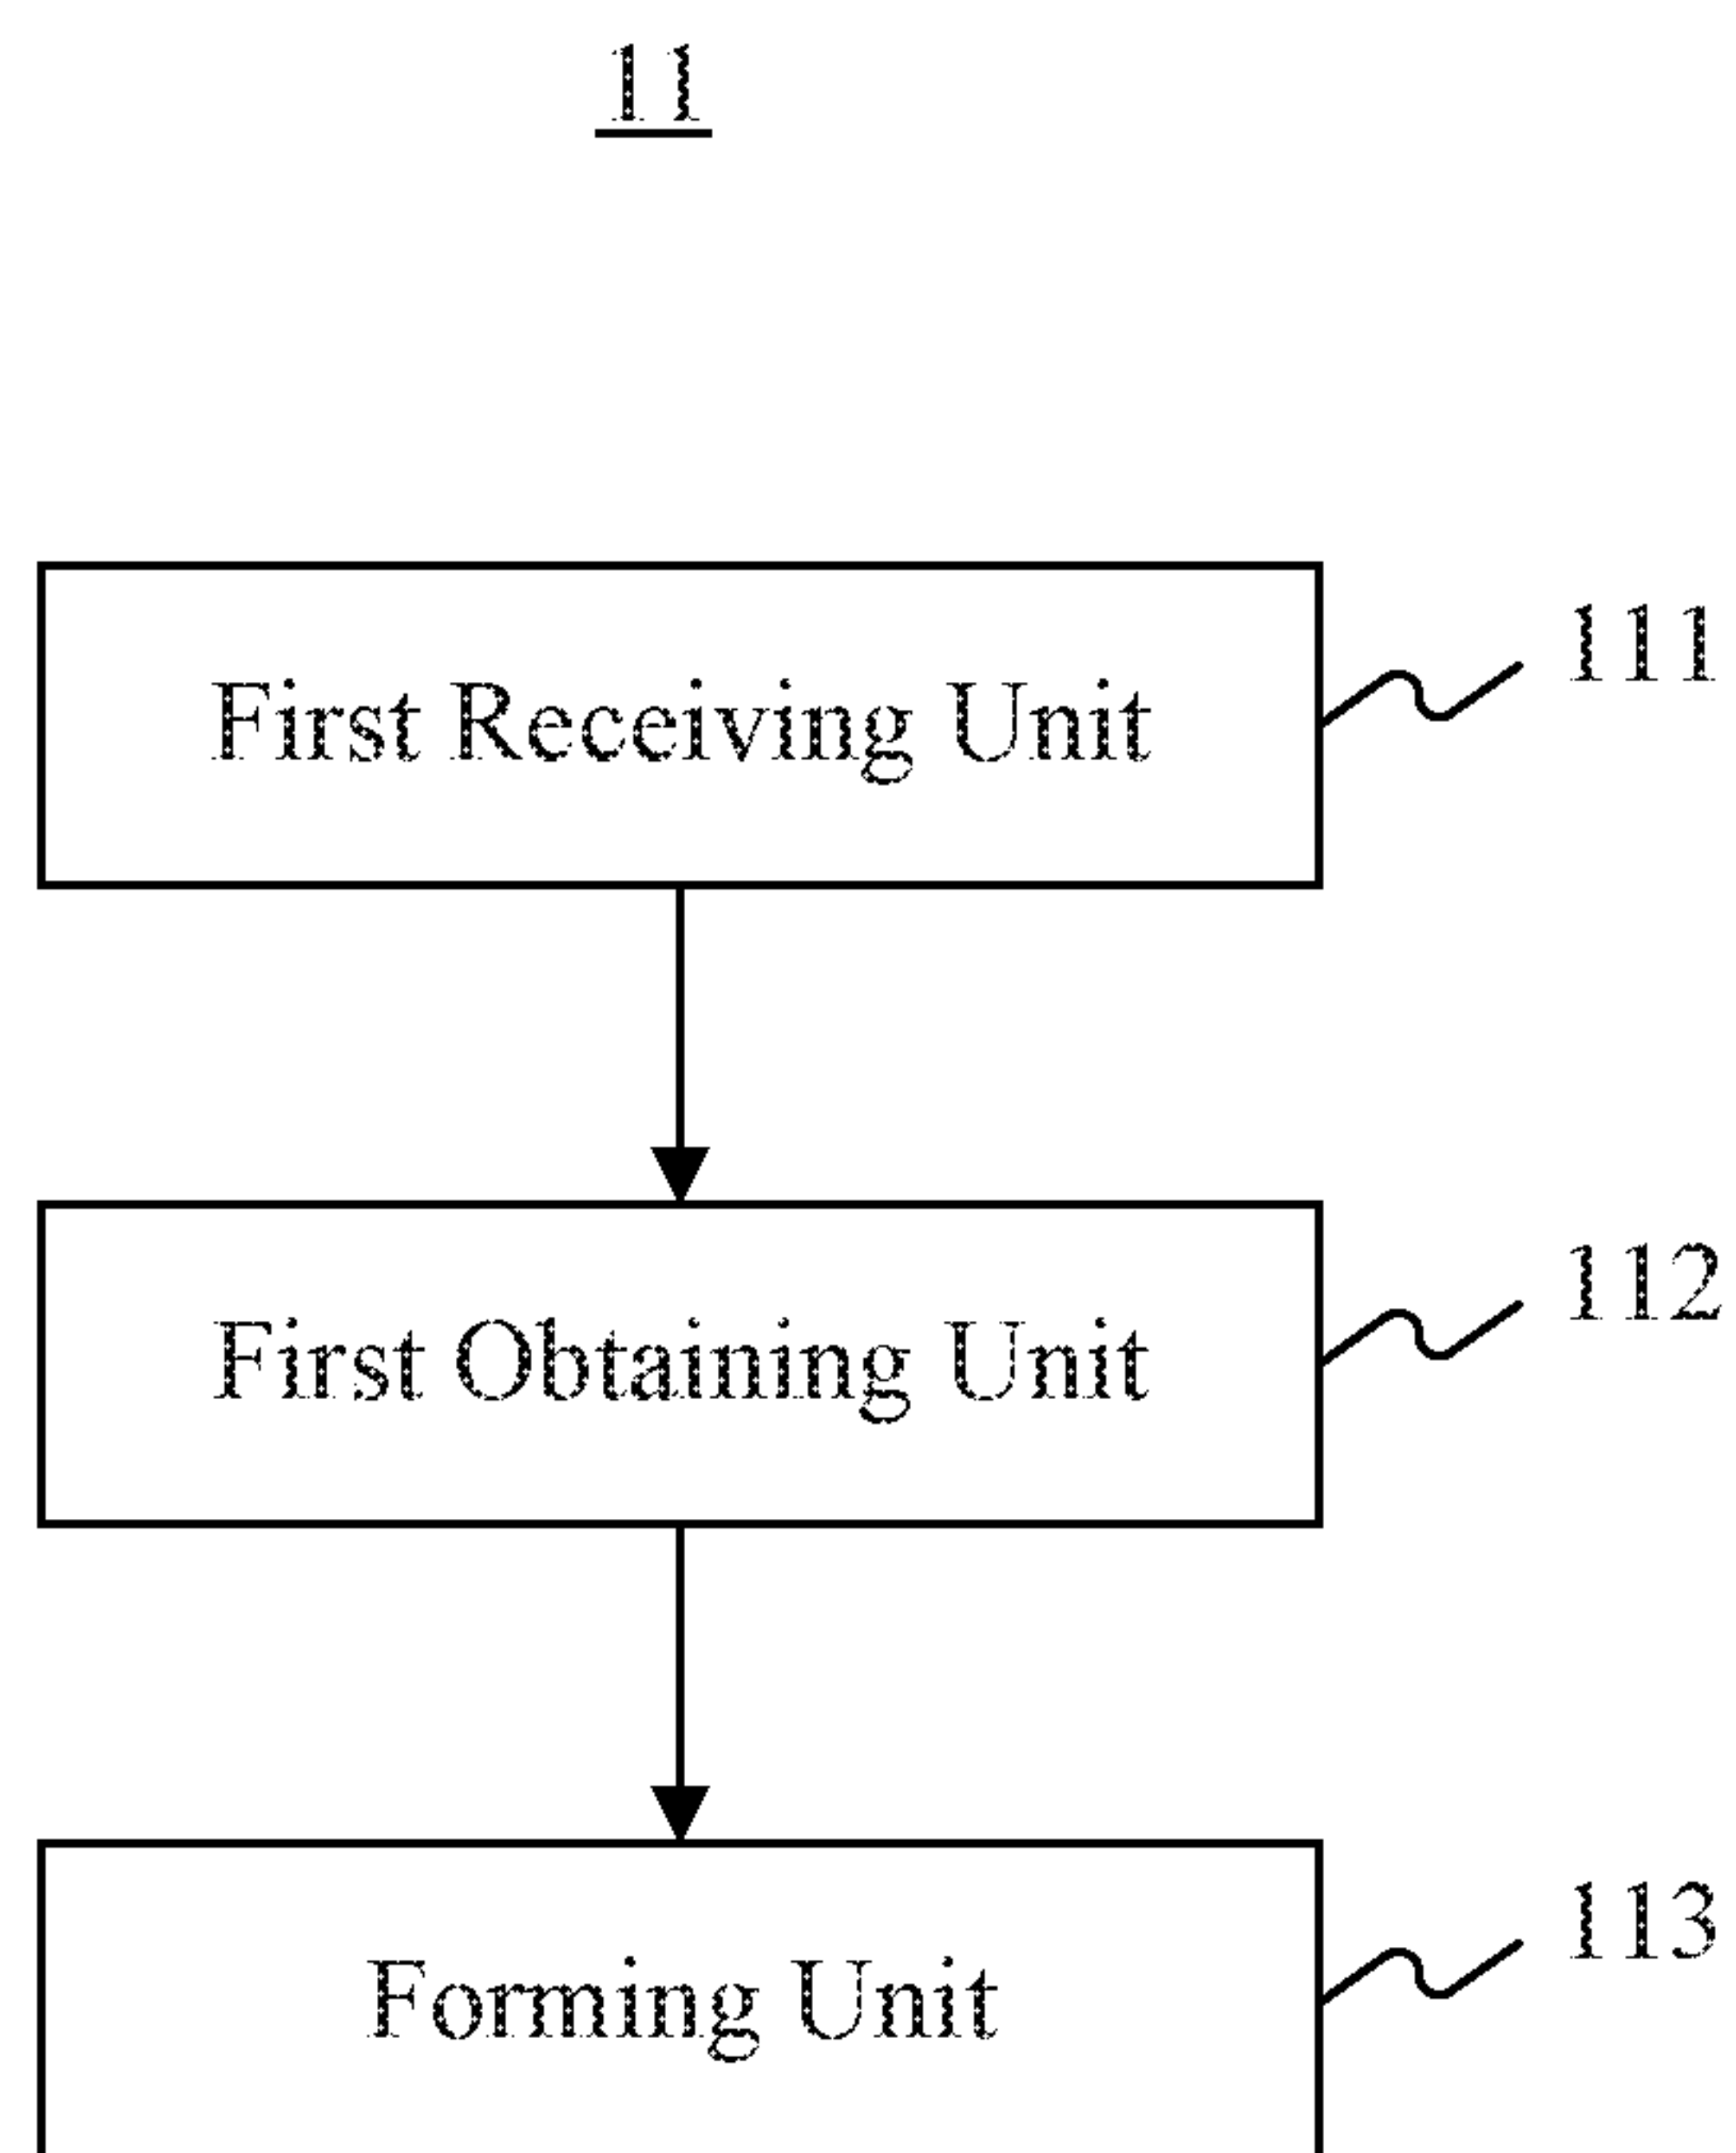 11
111
First Receiving Unit
112
First Obtaining Unit
113
Forming Unit